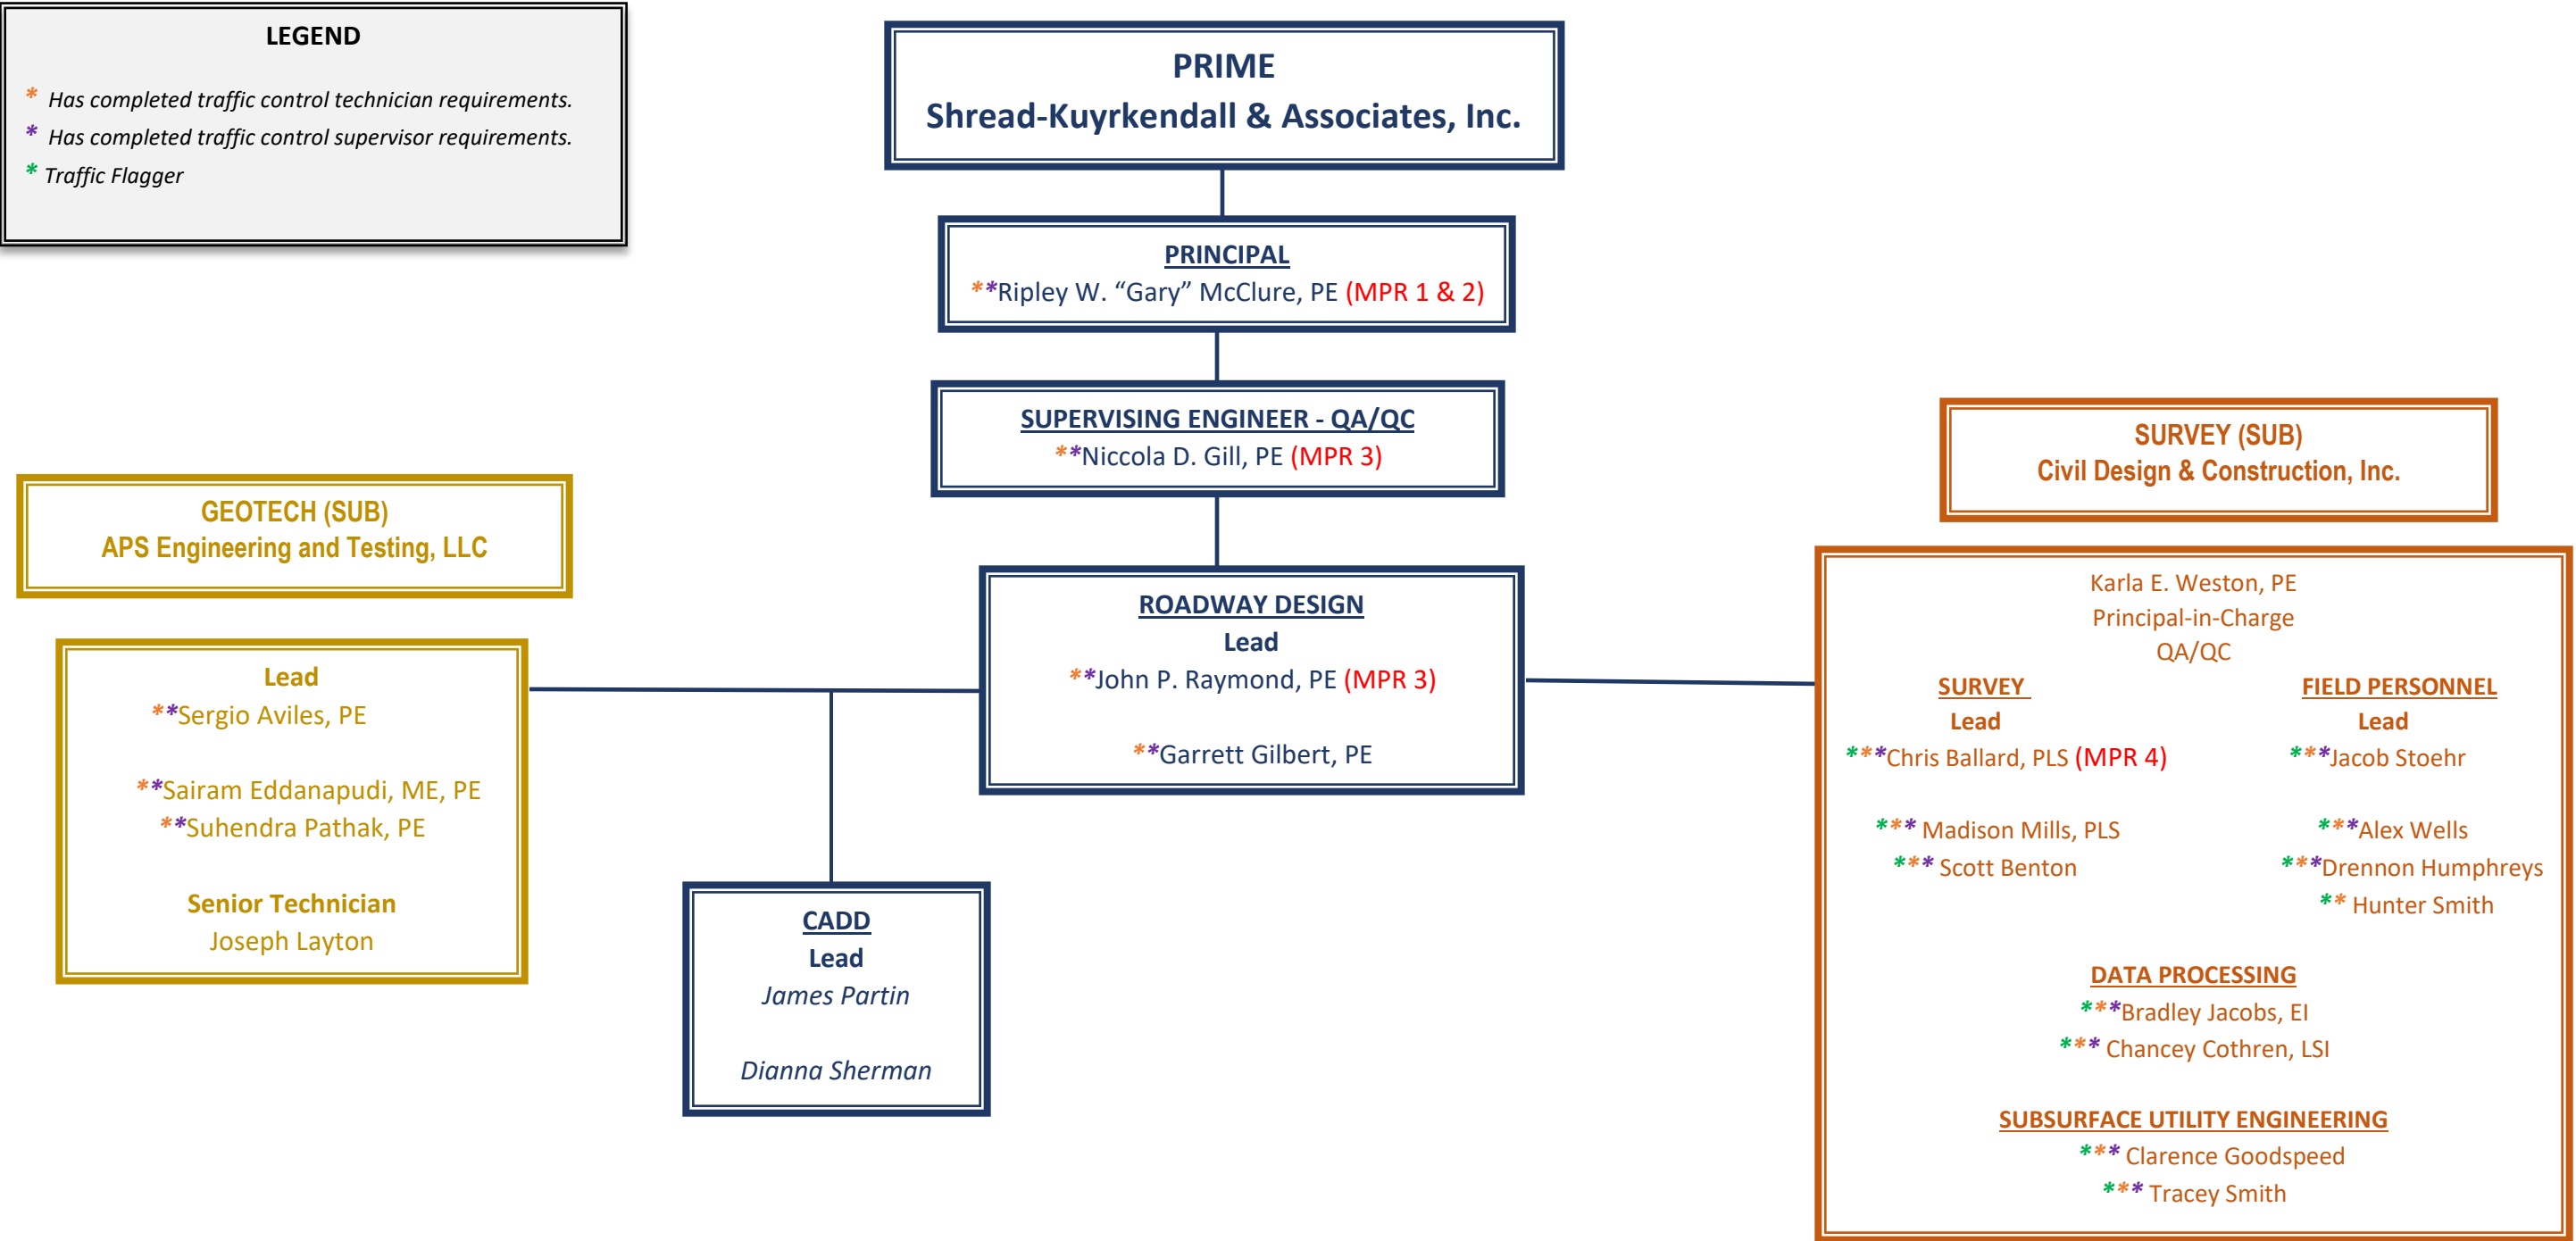 LEGEND
* Has completed traffic control technician requirements.
* Has completed traffic control supervisor requirements.
* Traffic Flagger
PRIME
Shread-Kuyrkendall & Associates, Inc.
PRINCIPAL
**Ripley W. “Gary” McClure, PE (MPR 1 & 2)
SUPERVISING ENGINEER - QA/QC
**Niccola D. Gill, PE (MPR 3)
GEOTECH (SUB)
APS Engineering and Testing, LLC
Lead
**Sergio Aviles, PE
**Sairam Eddanapudi, ME, PE
**Suhendra Pathak, PE
Senior Technician
Joseph Layton
ROADWAY DESIGN
Lead
**John P. Raymond, PE (MPR 3)
**Garrett Gilbert, PE
CADD
Lead
James Partin
Dianna Sherman
SURVEY (SUB)
Civil Design & Construction, Inc.
Karla E. Weston, PE
Principal-in-Charge
QA/QC
SURVEY
Lead
***Chris Ballard, PLS (MPR 4)
*** Madison Mills, PLS
*** Scott Benton
FIELD PERSONNEL
Lead
***Jacob Stoehr
***Alex Wells
***Drennon Humphreys
** Hunter Smith
DATA PROCESSING
***Bradley Jacobs, EI
*** Chancey Cothren, LSI
SUBSURFACE UTILITY ENGINEERING
*** Clarence Goodspeed
*** Tracey Smith